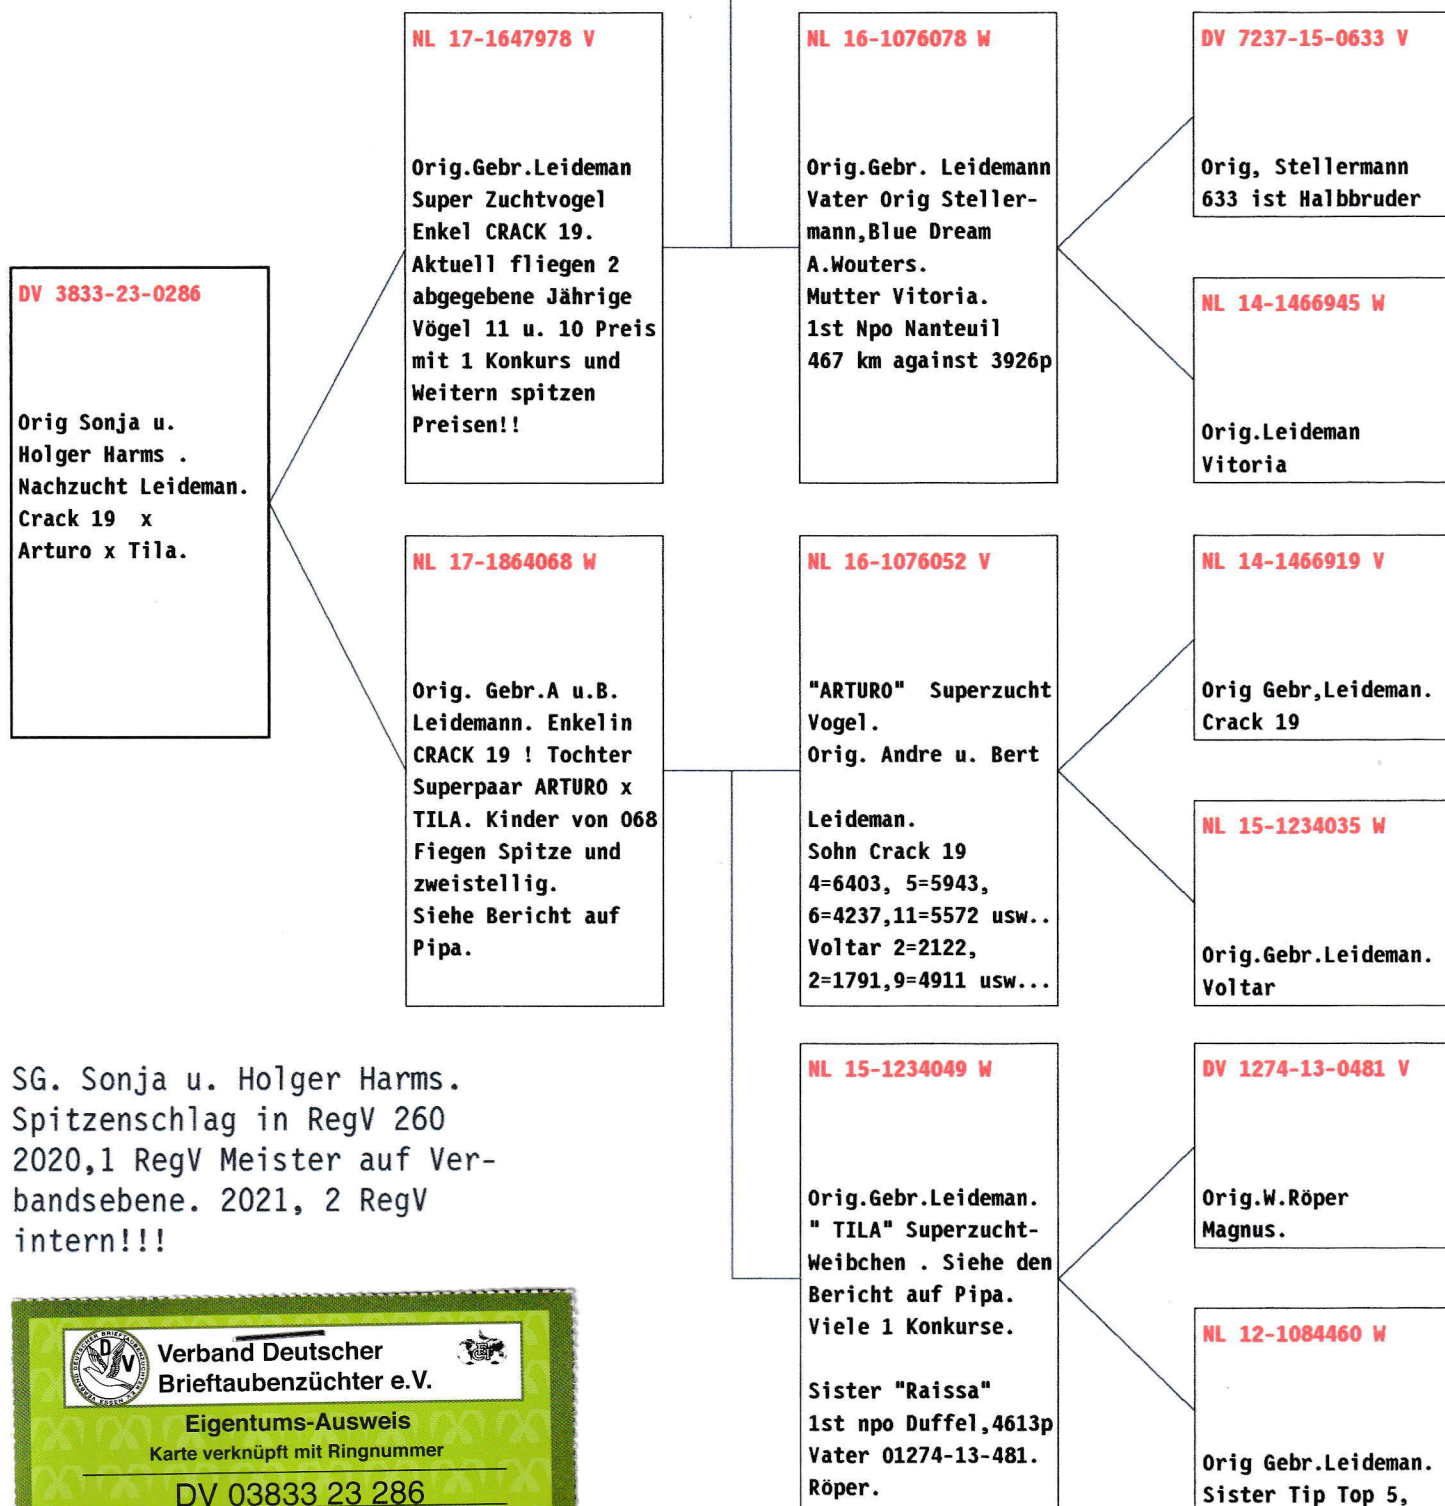 DV 3833-23-0286
Orig Sonja u.
Holger Harms .
Nachzucht Leideman.
Crack 19  x
Arturo x Tila.
NL 17-1647978 V
Orig.Gebr.Leideman
Super Zuchtvogel
Enkel CRACK 19.
Aktuell fliegen 2
abgegebene Jährige
Vögel 11 u. 10 Preis
mit 1 Konkurs und
Weitern spitzen
Preisen!!
NL 17-1864068 W
Orig. Gebr.A u.B.
Leidemann. Enkelin
CRACK 19 ! Tochter
Superpaar ARTURO x
TILA. Kinder von 068
Fiegen Spitze und
zweistellig.
Siehe Bericht auf
Pipa.
NL 16-1076078 W
Orig.Gebr. Leidemann
Vater Orig Steller-
mann,Blue Dream
A.Wouters.
Mutter Vitoria.
1st Npo Nanteuil
467 km against 3926p
NL 16-1076052 V
"ARTURO"  Superzucht
Vogel.
Orig. Andre u. Bert
Leideman.
Sohn Crack 19
4=6403, 5=5943,
6=4237,11=5572 usw..
Voltar 2=2122,
2=1791,9=4911 usw...
NL 15-1234049 W
Orig.Gebr.Leideman.
" TILA" Superzucht-
Weibchen . Siehe den
Bericht auf Pipa.
Viele 1 Konkurse.
Sister "Raissa"
1st npo Duffel,4613p
Vater 01274-13-481.
Röper.
DV 7237-15-0633 V
Orig, Stellermann
633 ist Halbbruder
NL 14-1466945 W
Orig.Leideman
Vitoria
NL 14-1466919 V
Orig Gebr,Leideman.
Crack 19
NL 15-1234035 W
Orig.Gebr.Leideman.
Voltar
DV 1274-13-0481 V
Orig.W.Röper
Magnus.
NL 12-1084460 W
Orig Gebr.Leideman.
Sister Tip Top 5,
SG. Sonja u. Holger Harms.
Spitzenschlag in RegV 260
2020,1 RegV Meister auf Ver-
bandsebene. 2021, 2 RegV
intern!!!
DV
VERBAND DEUTSCHER BRIEFTAUBENZÜCHTER E.V. ESSEN
Verband Deutscher
Brieftaubenzüchter e.V.
Eigentums-Ausweis
Karte verknüpft mit Ringnummer
DV 03833 23 286